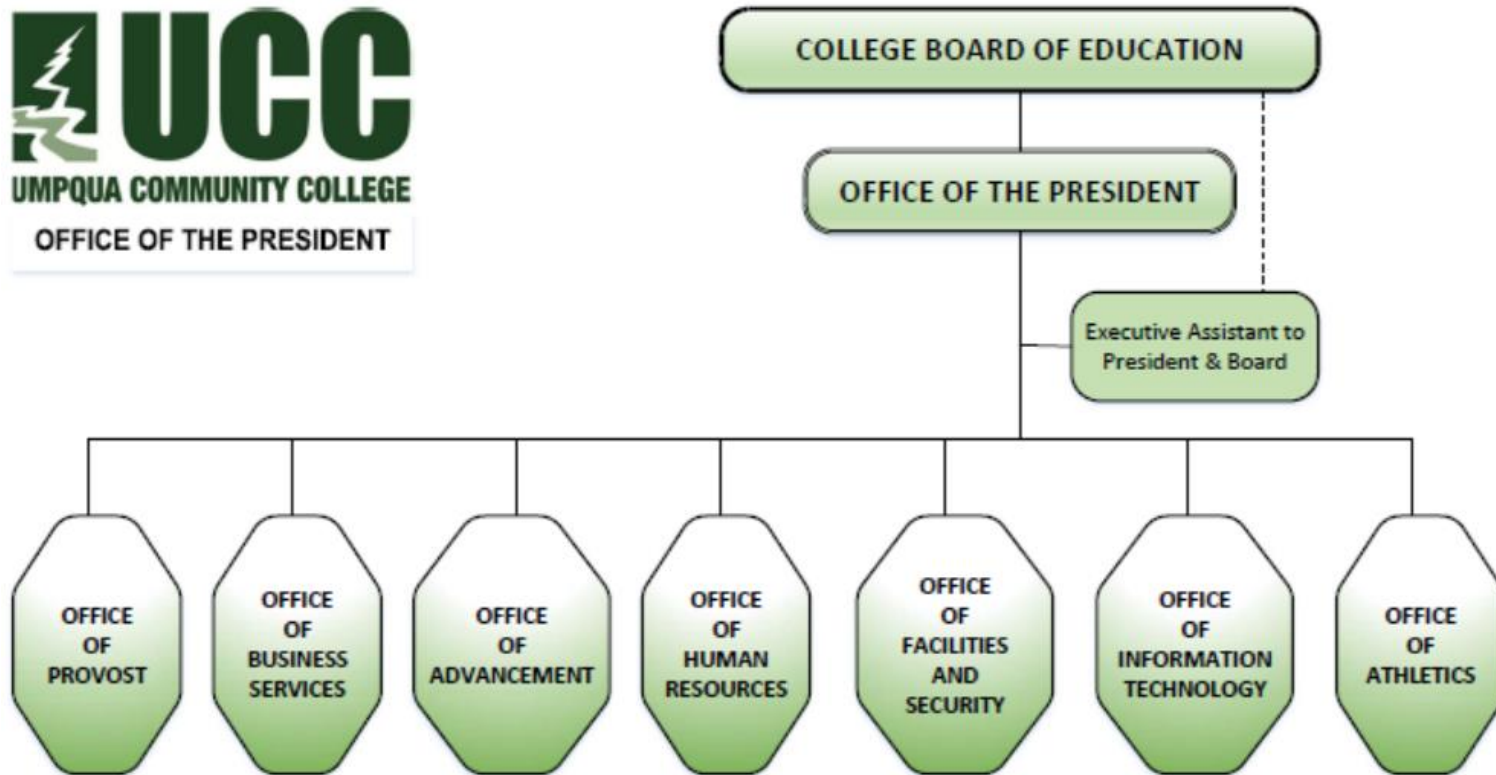 UCC
UMPQUA COMMUNITY COLLEGE
OFFICE OF THE PRESIDENT
COLLEGE BOARD OF EDUCATION
OFFICE OF THE PRESIDENT
Executive Assistant to
President & Board
OFFICE
OF
PROVOST
OFFICE
OF
BUSINESS
SERVICES
OFFICE
OF
ADVANCEMENT
OFFICE
OF
HUMAN
RESOURCES
OFFICE
OF
FACILITIES
AND
SECURITY
OFFICE
OF
INFORMATION
TECHNOLOGY
OFFICE
OF
ATHLETICS